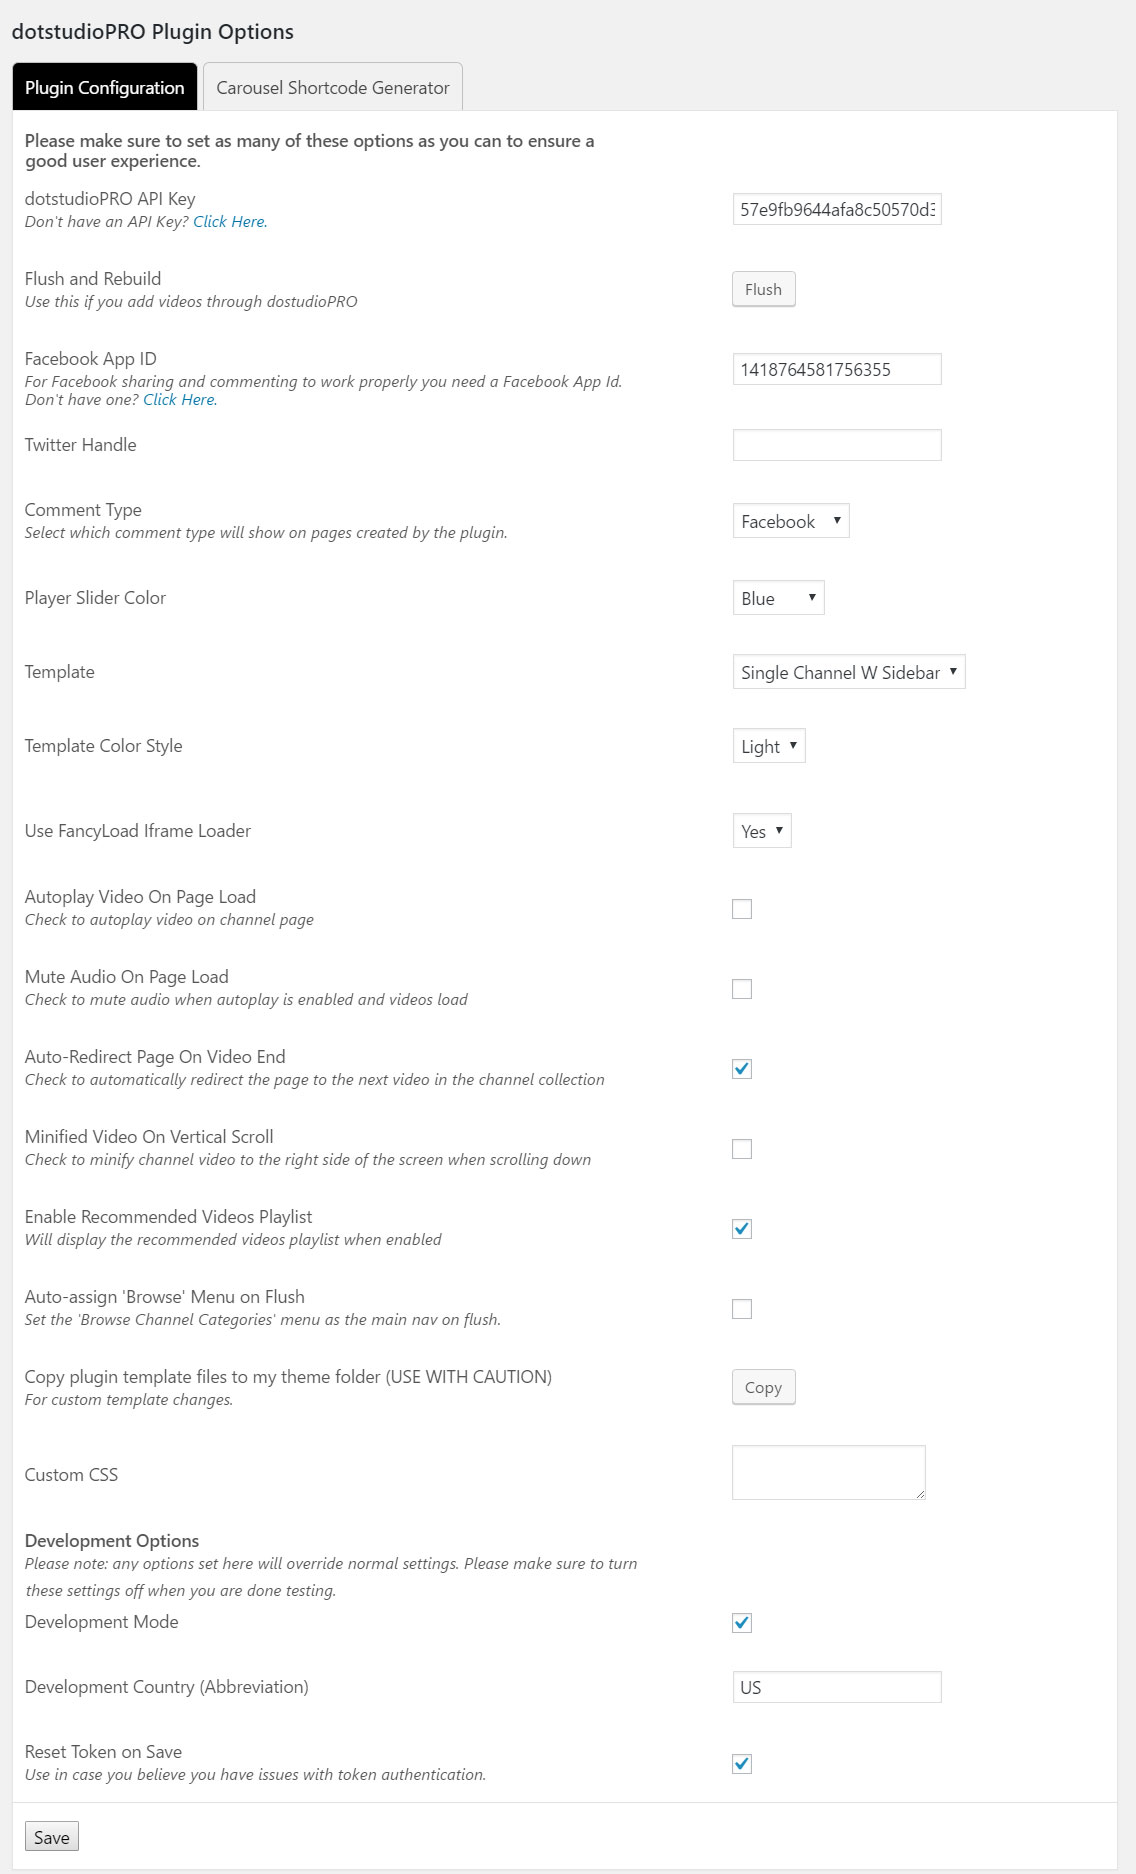 dotstudioPRO Plugin Options
Plugin Configuration
Carousel Shortcode Generator
Please make sure to set as many of these options as you can to ensure a
good user experience.
dotstudioPRO API Key
Don't have an API Key? Click Here.
57e9fb9644afa8c50570d3
Flush and Rebuild
Use this if you add videos through dostudioPRO
Flush
Facebook App ID
For Facebook sharing and commenting to work properly you need a Facebook App Id.
Don't have one? Click Here.
1418764581756355
Twitter Handle
Comment Type
Select which comment type will show on pages created by the plugin.
Facebook
Player Slider Color
Blue
Template
Single Channel W Sidebar
Template Color Style
Light
Use FancyLoad Iframe Loader
Yes
Autoplay Video On Page Load
Check to autoplay video on channel page
Mute Audio On Page Load
Check to mute audio when autoplay is enabled and videos load
Auto-Redirect Page On Video End
Check to automatically redirect the page to the next video in the channel collection
Minified Video On Vertical Scroll
Check to minify channel video to the right side of the screen when scrolling down
Enable Recommended Videos Playlist
Will display the recommended videos playlist when enabled
Auto-assign 'Browse' Menu on Flush
Set the 'Browse Channel Categories' menu as the main nav on flush.
Copy plugin template files to my theme folder (USE WITH CAUTION)
For custom template changes.
Copy
Custom CSS
Development Options
Please note: any options set here will override normal settings. Please make sure to turn
these settings off when you are done testing.
Development Mode
Development Country (Abbreviation)
US
Reset Token on Save
Use in case you believe you have issues with token authentication.
Save